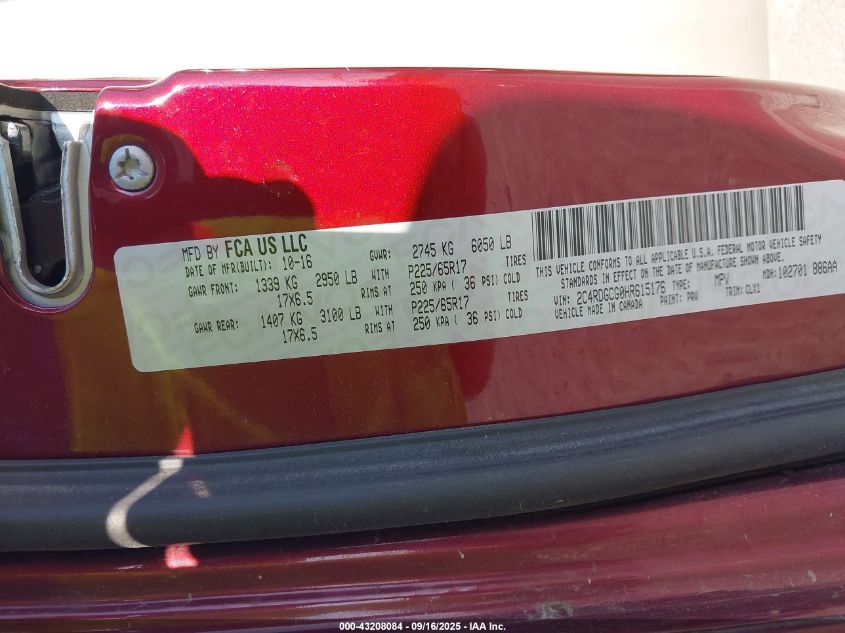 MFD BY FCA US LLC GVWR: 2745 KG 6050 LB
DATE OF MFR(BUILT): 10-16
GAWR FRONT: 1339 KG 2950 LB WITH P225/65R17 TIRES
17X6.5 RIMS AT 250 KPA ( 36 PSI) COLD
GAWR REAR: 1407 KG 3100 LB WITH P225/65R17 TIRES
17X6.5 RIMS AT 250 KPA ( 36 PSI) COLD
THIS VEHICLE CONFORMS TO ALL APPLICABLE U.S.A. FEDERAL MOTOR VEHICLE SAFETY
BUMPER, AND THEFT PREVENTION STANDARDS IN EFFECT ON THE DATE OF MANUFACTURE SHOWN ABOVE.
VIN: 2C4RDGCG0HR615176 TYPE: MPV MDH:102701 886AA
VEHICLE MADE IN CANADA PAINT: PRV TRIM: CLX1
000-43208084 - 09/16/2025 - IAA Inc.